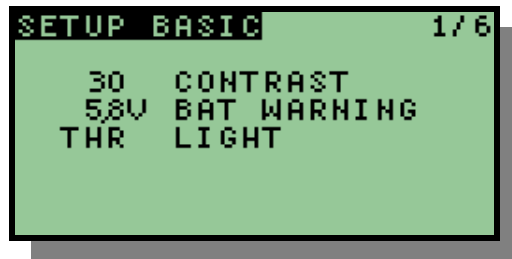 SETUP BASIC 1/6
30 CONTRAST
5,8V BAT WARNING
THR LIGHT